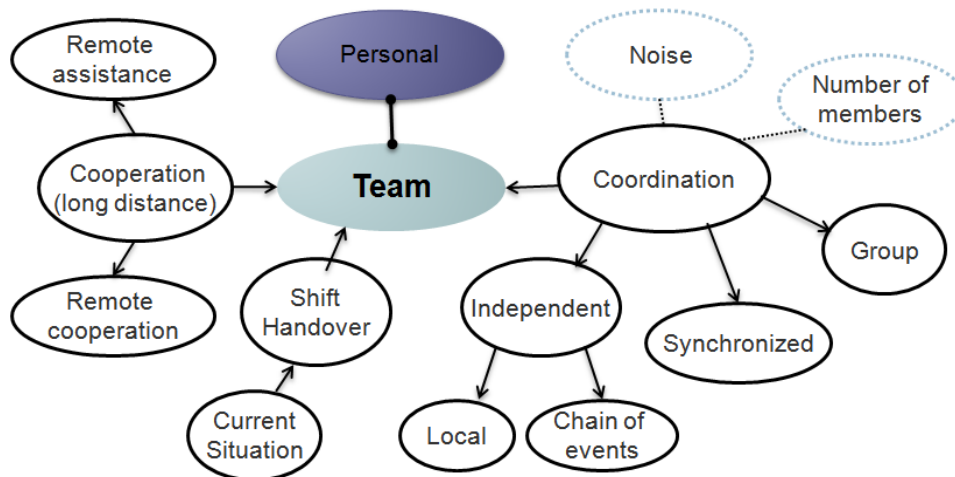 Remote
assistance
Personal
Noise
Number of
members
Cooperation
(long distance)
Team
Coordination
Group
Remote
cooperation
Shift
Handover
Independent
Synchronized
Current
Situation
Local
Chain of
events